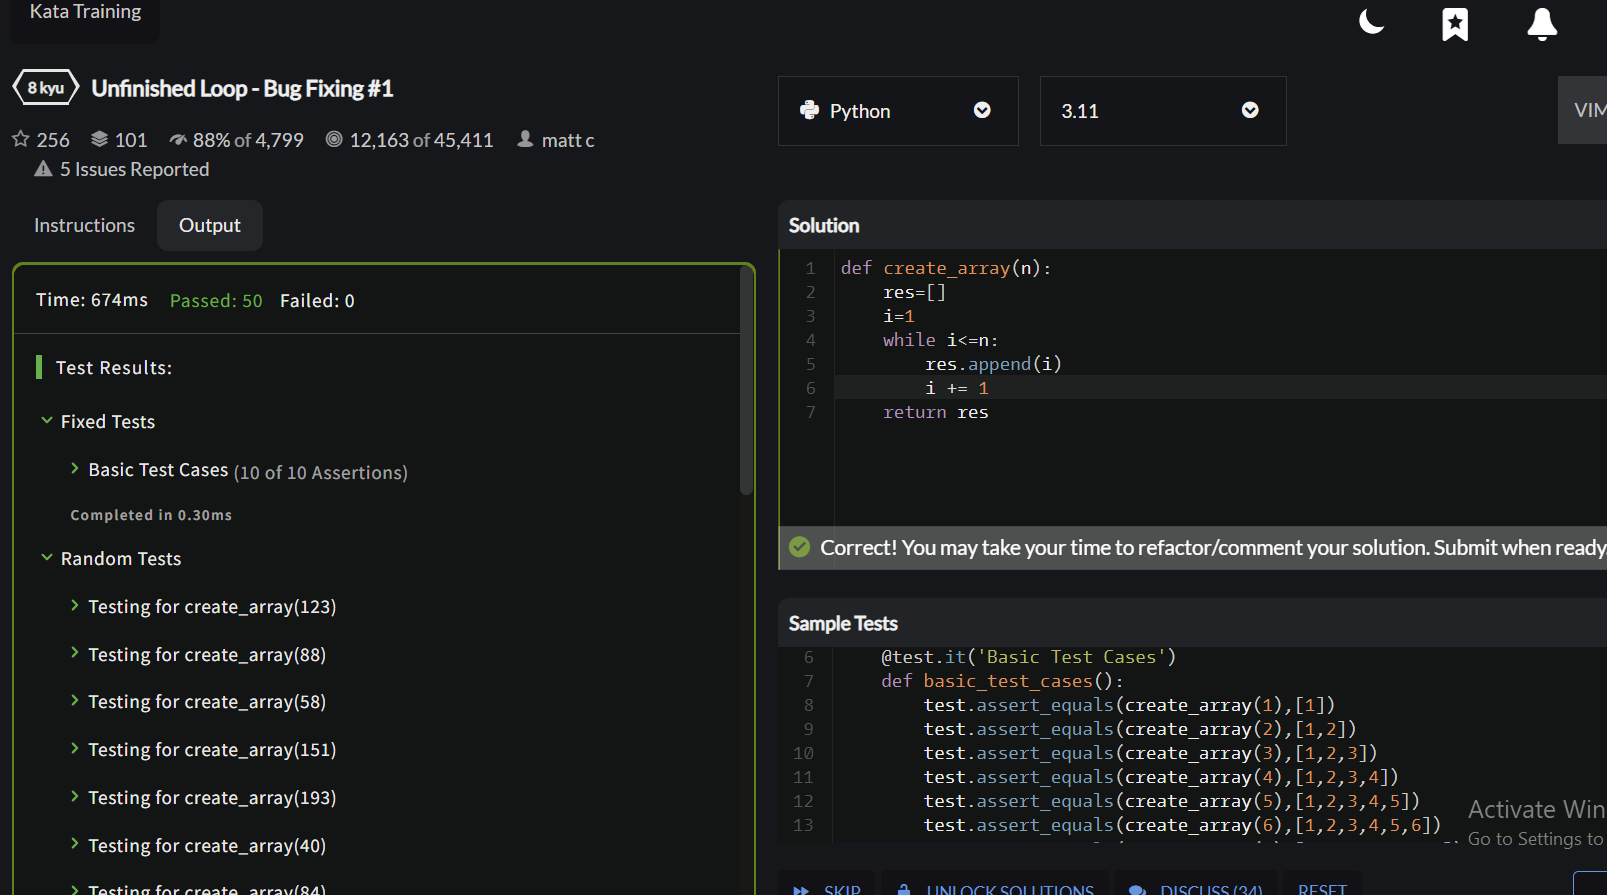 Kata Training
8 kyu Unfinished Loop - Bug Fixing #1
256 101 88% of 4,799 12,163 of 45,411 matt c
5 Issues Reported
Instructions Output
Time: 674ms Passed: 50 Failed: 0
Test Results:
Fixed Tests
Basic Test Cases (10 of 10 Assertions)
Completed in 0.30ms
Random Tests
Testing for create_array(123)
Testing for create_array(88)
Testing for create_array(58)
Testing for create_array(151)
Testing for create_array(193)
Testing for create_array(40)
Testing for create_array(84)
Python 3.11 VIM
Solution
1 def create_array(n):
2     res=[]
3     i=1
4     while i<=n:
5         res.append(i)
6         i += 1
7     return res
Correct! You may take your time to refactor/comment your solution. Submit when ready.
Sample Tests
6     @test.it('Basic Test Cases')
7     def basic_test_cases():
8         test.assert_equals(create_array(1),[1])
9         test.assert_equals(create_array(2),[1,2])
10         test.assert_equals(create_array(3),[1,2,3])
11         test.assert_equals(create_array(4),[1,2,3,4])
12         test.assert_equals(create_array(5),[1,2,3,4,5])
13         test.assert_equals(create_array(6),[1,2,3,4,5,6])
Activate Win
Go to Settings to
SKIP UNLOCK SOLUTIONS DISCUSS (34) RESET